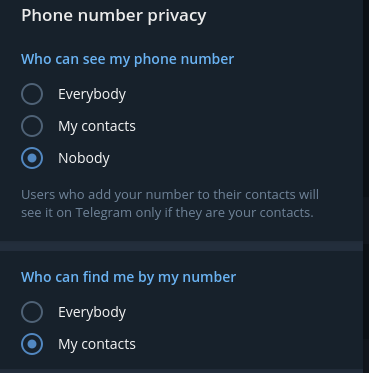 Phone number privacy
Who can see my phone number
Everybody
My contacts
Nobody
Users who add your number to their contacts will
see it on Telegram only if they are your contacts.
Who can find me by my number
Everybody
My contacts